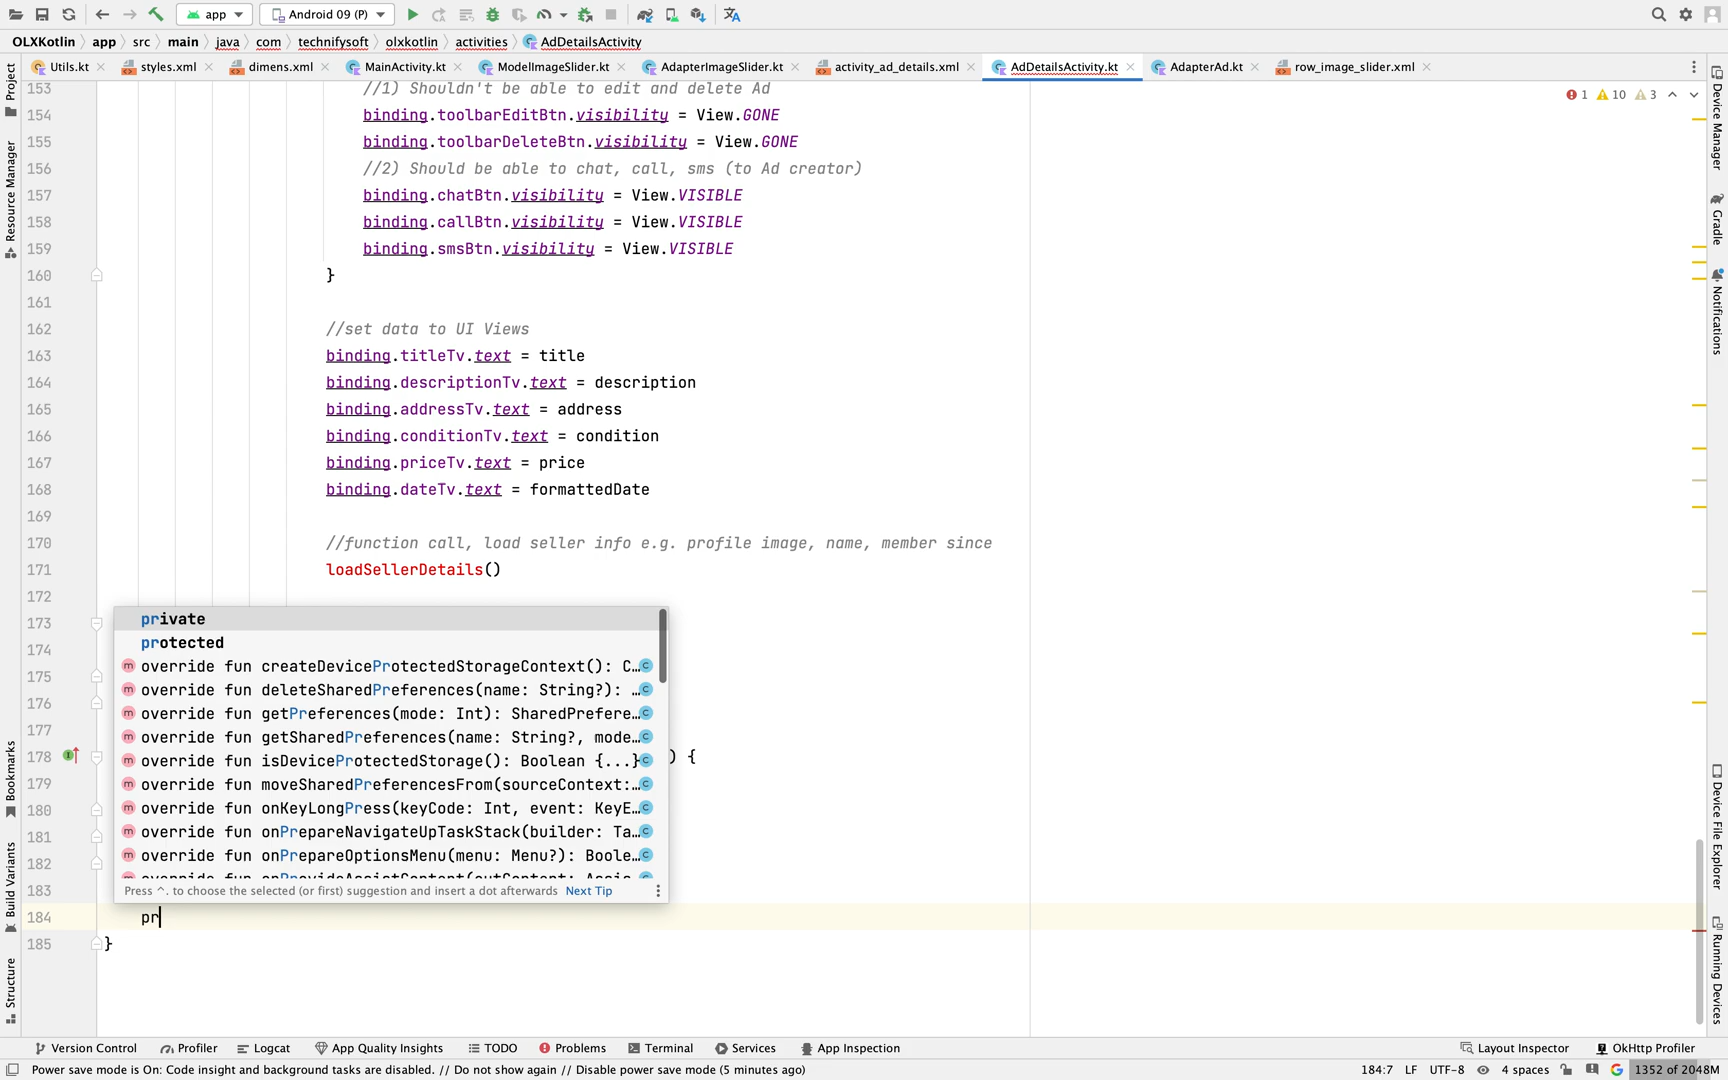 app
Android 09 (P)
OLXKotlin
app
src
main
java
com
technifysoft
olxkotlin
activities
AdDetailsActivity
Utils.kt
styles.xml
dimens.xml
MainActivity.kt
ModelImageSlider.kt
AdapterImageSlider.kt
activity_ad_details.xml
AdDetailsActivity.kt
AdapterAd.kt
row_image_slider.xml
1
10
3
153 //1) Shouldn't be able to edit and delete Ad
154 binding.toolbarEditBtn.visibility = View.GONE
155 binding.toolbarDeleteBtn.visibility = View.GONE
156 //2) Should be able to chat, call, sms (to Ad creator)
157 binding.chatBtn.visibility = View.VISIBLE
158 binding.callBtn.visibility = View.VISIBLE
159 binding.smsBtn.visibility = View.VISIBLE
160 }
161
162 //set data to UI Views
163 binding.titleTv.text = title
164 binding.descriptionTv.text = description
165 binding.addressTv.text = address
166 binding.conditionTv.text = condition
167 binding.priceTv.text = price
168 binding.dateTv.text = formattedDate
169
170 //function call, load seller info e.g. profile image, name, member since
171 loadSellerDetails()
172
173
174
175
176
177
178 ) {
179
180
181
182
183
184 pr
185 }
private
protected
override fun createDeviceProtectedStorageContext(): C…
override fun deleteSharedPreferences(name: String?): …
override fun getPreferences(mode: Int): SharedPrefere…
override fun getSharedPreferences(name: String?, mode…
override fun isDeviceProtectedStorage(): Boolean {...}
override fun moveSharedPreferencesFrom(sourceContext:…
override fun onKeyLongPress(keyCode: Int, event: KeyE…
override fun onPrepareNavigateUpTaskStack(builder: Ta…
override fun onPrepareOptionsMenu(menu: Menu?): Boole…
Press ^. to choose the selected (or first) suggestion and insert a dot afterwards Next Tip
Project
Resource Manager
Bookmarks
Build Variants
Structure
Device Manager
Gradle
Notifications
Device File Explorer
Running Devices
Version Control
Profiler
Logcat
App Quality Insights
TODO
Problems
Terminal
Services
App Inspection
Layout Inspector
OkHttp Profiler
Power save mode is On: Code insight and background tasks are disabled. // Do not show again // Disable power save mode (5 minutes ago)
184:7
LF
UTF-8
4 spaces
1352 of 2048M